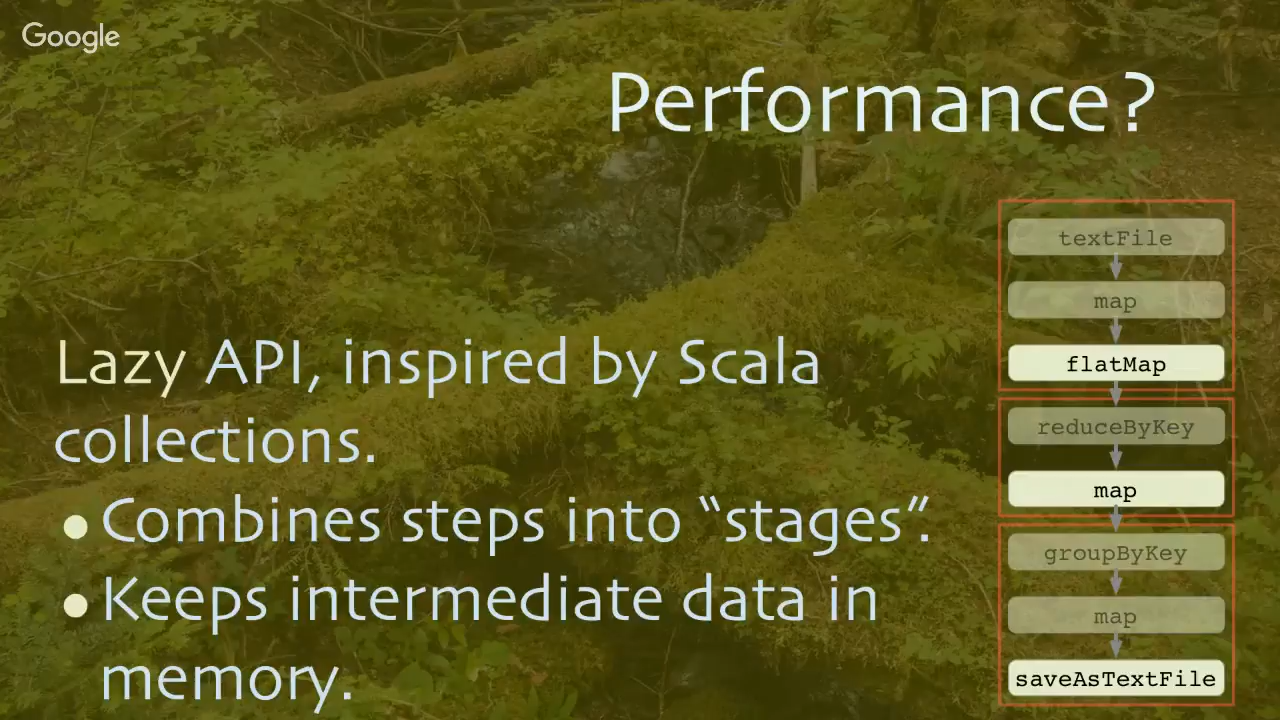 Google
Performance?
Lazy API, inspired by Scala
collections.
• Combines steps into “stages”.
• Keeps intermediate data in
memory.
textFile
map
flatMap
reduceByKey
map
groupByKey
map
saveAsTextFile